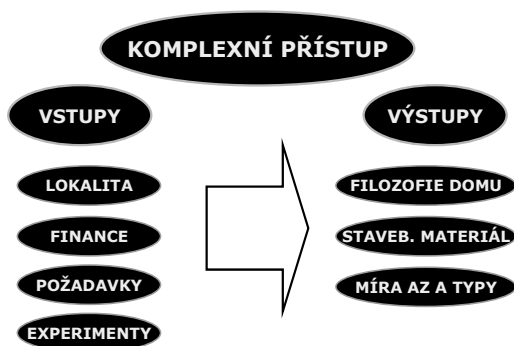 KOMPLEXNÍ PŘÍSTUP
VSTUPY
VÝSTUPY
LOKALITA
FILOZOFIE DOMU
FINANCE
STAVEB. MATERIÁL
POŽADAVKY
MÍRA AZ A TYPY
EXPERIMENTY